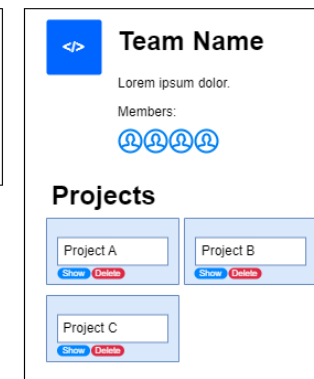 </>
Team Name
Lorem ipsum dolor.
Members:
Projects
Project A
Show Delete
Project B
Show Delete
Project C
Show Delete